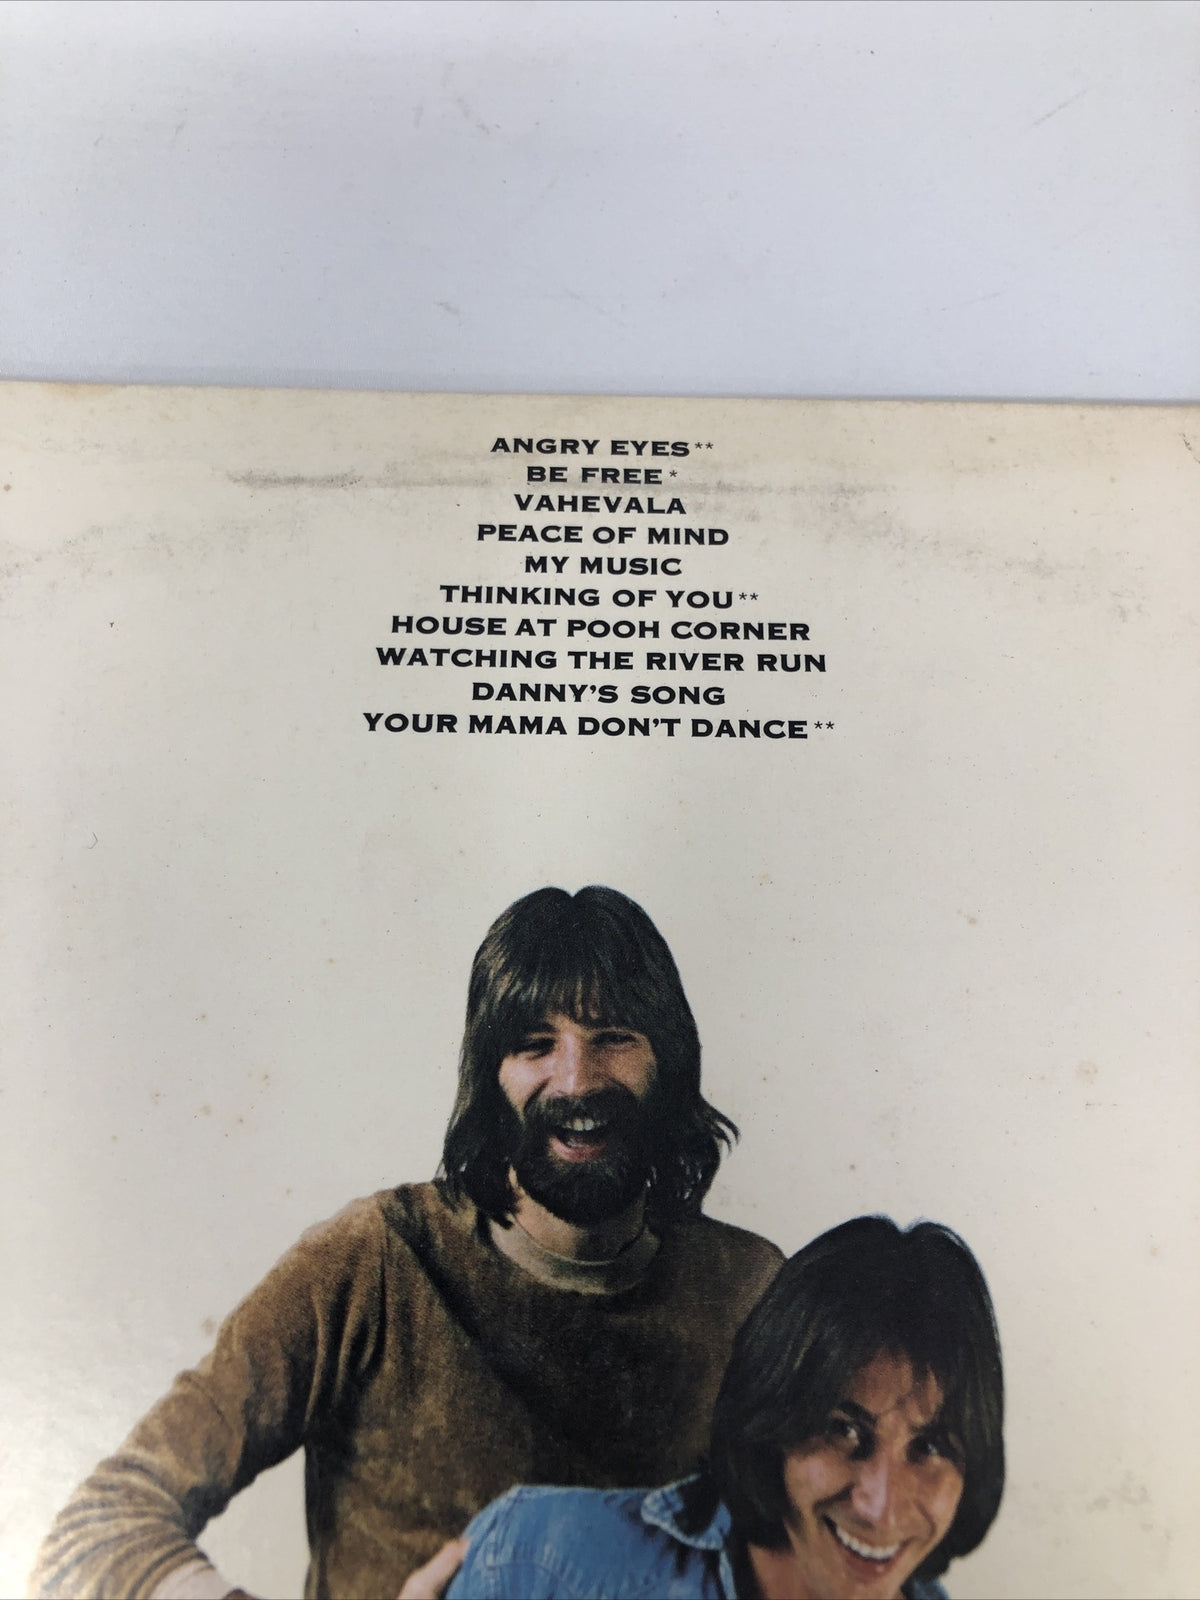 ANGRY EYES**
BE FREE*
VAHEVALA
PEACE OF MIND
MY MUSIC
THINKING OF YOU**
HOUSE AT POOH CORNER
WATCHING THE RIVER RUN
DANNY'S SONG
YOUR MAMA DON'T DANCE**